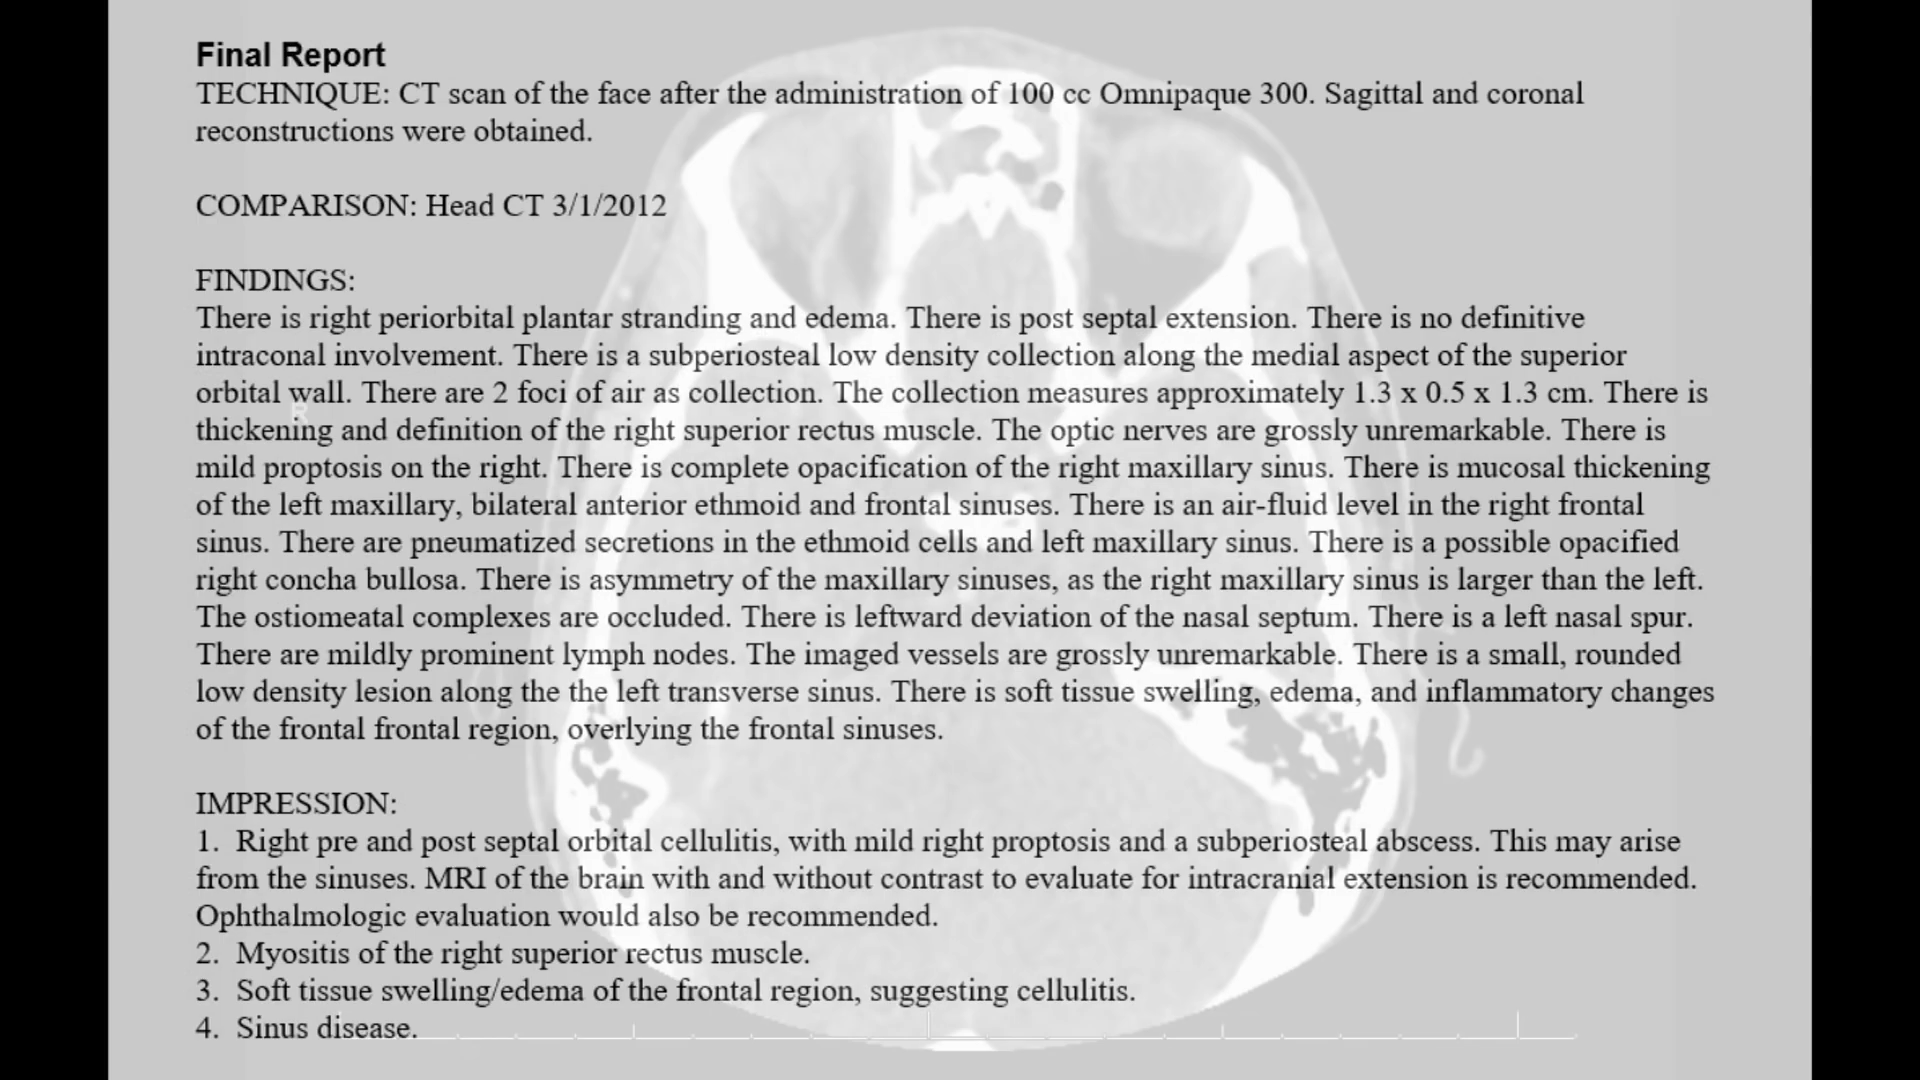 Final Report
TECHNIQUE: CT scan of the face after the administration of 100 cc Omnipaque 300. Sagittal and coronal
reconstructions were obtained.
COMPARISON: Head CT 3/1/2012
FINDINGS:
There is right periorbital plantar stranding and edema. There is post septal extension. There is no definitive
intraconal involvement. There is a subperiosteal low density collection along the medial aspect of the superior
orbital wall. There are 2 foci of air as collection. The collection measures approximately 1.3 x 0.5 x 1.3 cm. There is
R
thickening and definition of the right superior rectus muscle. The optic nerves are grossly unremarkable. There is
mild proptosis on the right. There is complete opacification of the right maxillary sinus. There is mucosal thickening
of the left maxillary, bilateral anterior ethmoid and frontal sinuses. There is an air-fluid level in the right frontal
sinus. There are pneumatized secretions in the ethmoid cells and left maxillary sinus. There is a possible opacified
right concha bullosa. There is asymmetry of the maxillary sinuses, as the right maxillary sinus is larger than the left.
The ostiomeatal complexes are occluded. There is leftward deviation of the nasal septum. There is a left nasal spur.
There are mildly prominent lymph nodes. The imaged vessels are grossly unremarkable. There is a small, rounded
low density lesion along the the left transverse sinus. There is soft tissue swelling, edema, and inflammatory changes
of the frontal frontal region, overlying the frontal sinuses.
IMPRESSION:
1. Right pre and post septal orbital cellulitis, with mild right proptosis and a subperiosteal abscess. This may arise
from the sinuses. MRI of the brain with and without contrast to evaluate for intracranial extension is recommended.
Ophthalmologic evaluation would also be recommended.
2. Myositis of the right superior rectus muscle.
3. Soft tissue swelling/edema of the frontal region, suggesting cellulitis.
4. Sinus disease.